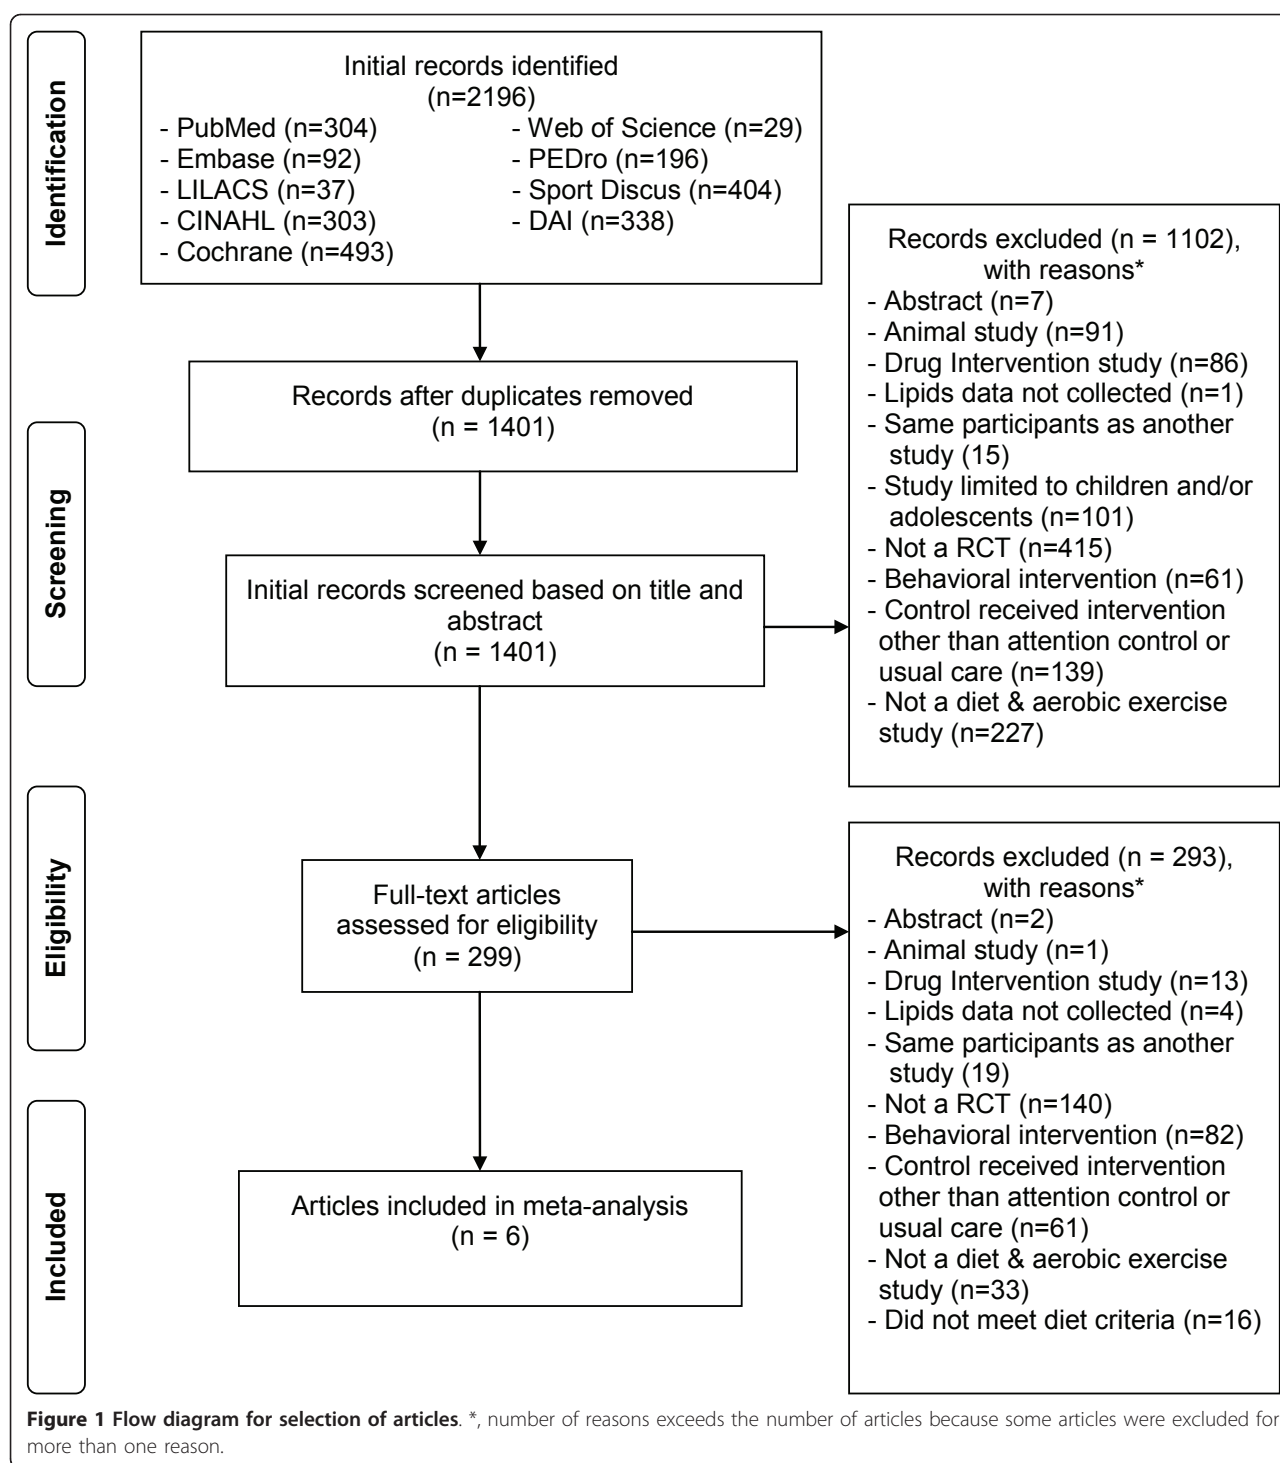 Identification
Initial records identified
(n=2196)
- PubMed (n=304)
- Embase (n=92)
- LILACS (n=37)
- CINAHL (n=303)
- Cochrane (n=493)
- Web of Science (n=29)
- PEDro (n=196)
- Sport Discus (n=404)
- DAI (n=338)
Records after duplicates removed
(n = 1401)
Screening
Initial records screened based on title and
abstract
(n = 1401)
Records excluded (n = 1102),
with reasons*
- Abstract (n=7)
- Animal study (n=91)
- Drug Intervention study (n=86)
- Lipids data not collected (n=1)
- Same participants as another
study (15)
- Study limited to children and/or
adolescents (n=101)
- Not a RCT (n=415)
- Behavioral intervention (n=61)
- Control received intervention
other than attention control or
usual care (n=139)
- Not a diet & aerobic exercise
study (n=227)
Eligibility
Full-text articles
assessed for eligibility
(n = 299)
Records excluded (n = 293),
with reasons*
- Abstract (n=2)
- Animal study (n=1)
- Drug Intervention study (n=13)
- Lipids data not collected (n=4)
- Same participants as another
study (19)
- Not a RCT (n=140)
- Behavioral intervention (n=82)
- Control received intervention
other than attention control or
usual care (n=61)
- Not a diet & aerobic exercise
study (n=33)
- Did not meet diet criteria (n=16)
Included
Articles included in meta-analysis
(n = 6)
Figure 1 Flow diagram for selection of articles. *, number of reasons exceeds the number of articles because some articles were excluded for
more than one reason.